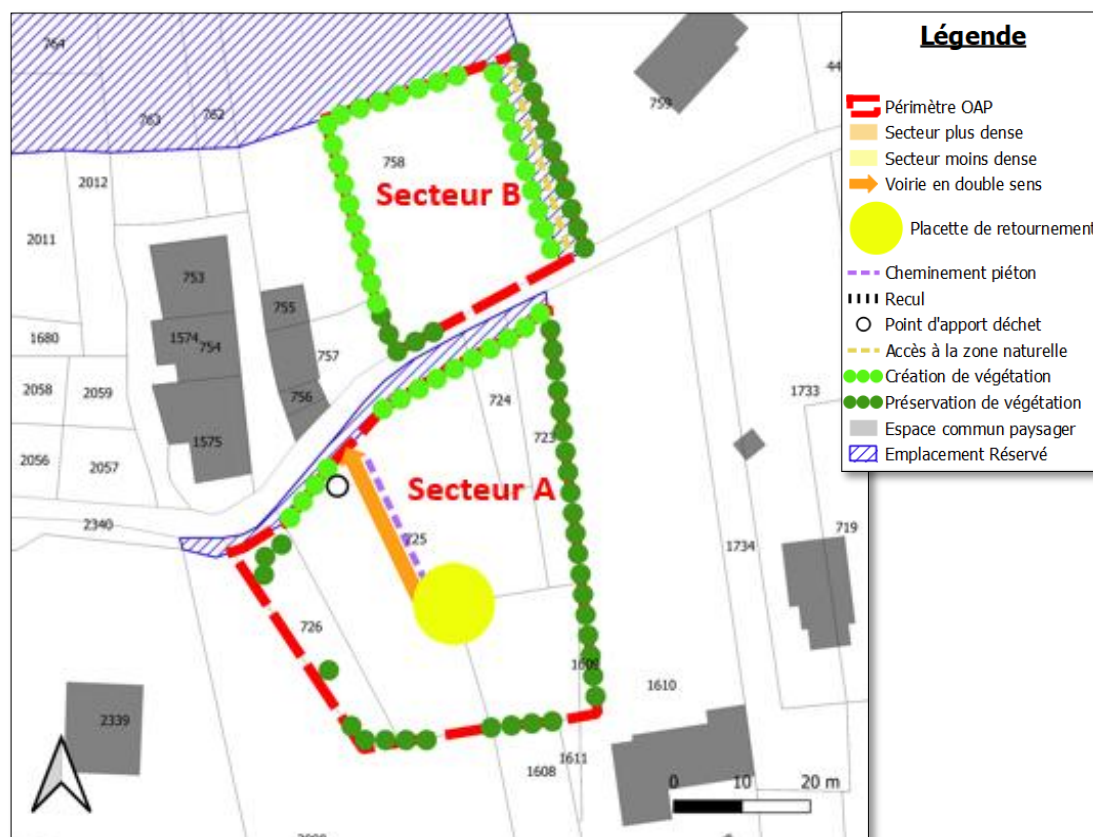 764
763
762
2012
2011
753
1574
754
755
757
756
1680
2058
2059
1575
2056
2057
2340
758
Secteur B
759
44
724
723
Secteur A
725
726
1733
1734
719
1609
1610
1611
1608
2339
0 10 20 m
Légende
Périmètre OAP
Secteur plus dense
Secteur moins dense
Voirie en double sens
Placette de retournement
Cheminement piéton
Recul
Point d'apport déchet
Accès à la zone naturelle
Création de végétation
Préservation de végétation
Espace commun paysager
Emplacement Réservé